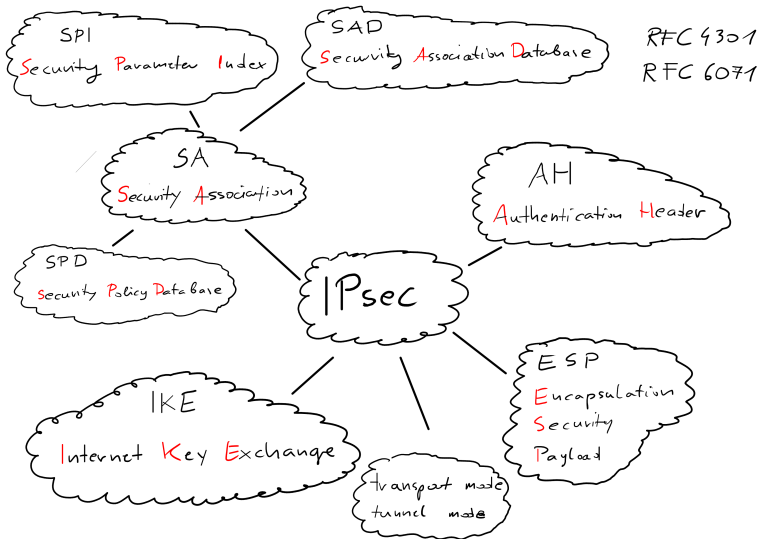 SPI
Security Parameter Index
SAD
Security Association Database
RFC 4301
RFC 6071
SA
Security Association
AH
Authentication Header
SPD
Security Policy Database
IPsec
IKE
Internet Key Exchange
ESP
Encapsulation
Security
Payload
transport mode
tunnel mode